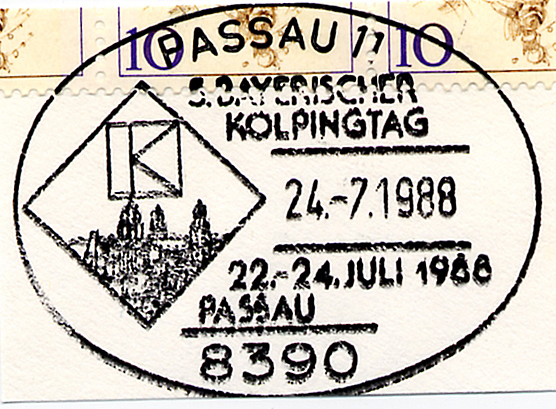 10 10
PASSAU 11
5. BAYERISCHER
KOLPINGTAG
K
24.-7.1988
22.-24. JULI 1988
PASSAU
8390